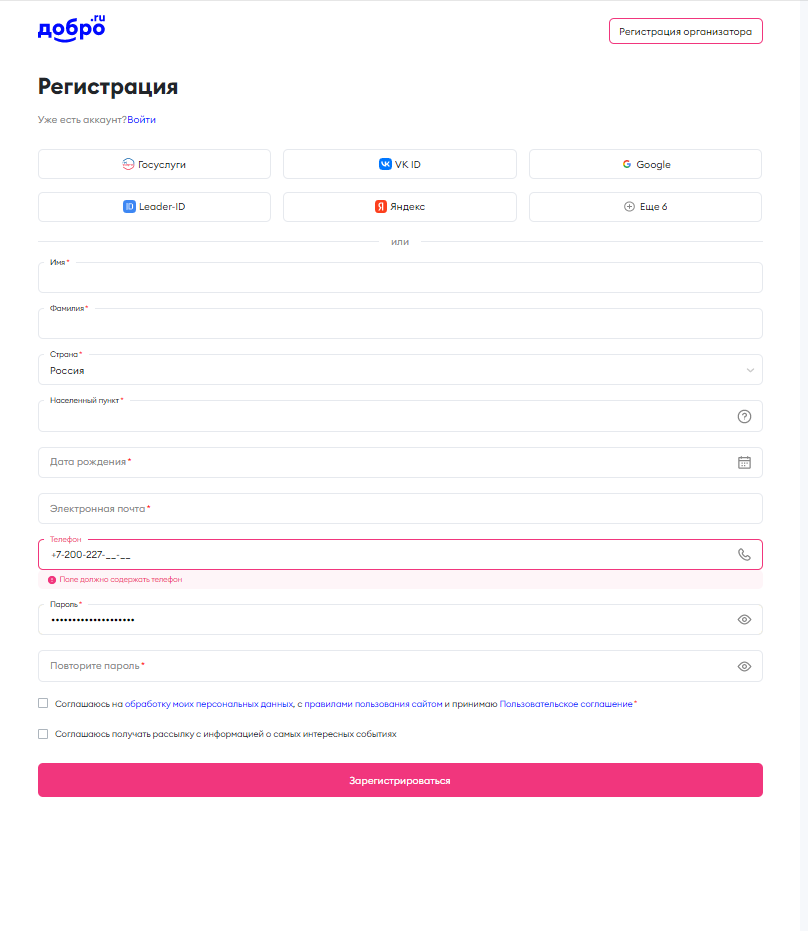 добро.ru
Регистрация организатора
Регистрация
Уже есть аккаунт?Войти
Госуслуги
VK ID
Google
Leader-ID
Яндекс
Еще 6
или
Имя*
Фамилия*
Страна*
Россия
Населенный пункт*
Дата рождения*
Электронная почта*
Телефон
+7-200-227-__-__
Поле должно содержать телефон
Пароль*
••••••••••••••••••••
Повторите пароль*
Соглашаюсь на обработку моих персональных данных, с правилами пользования сайтом и принимаю Пользовательское соглашение*
Соглашаюсь получать рассылку с информацией о самых интересных событиях
Зарегистрироваться